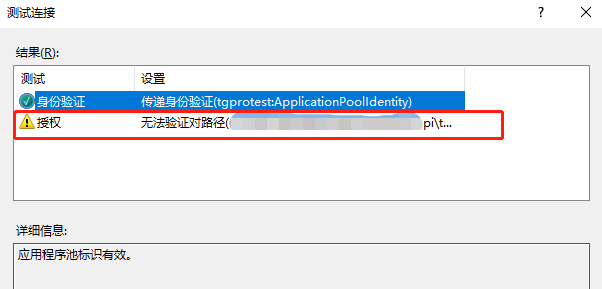 测试连接
?
结果(R):
测试 设置
身份验证 传递身份验证(tgprotest:ApplicationPoolIdentity)
授权 无法验证对路径(pi\t...
详细信息:
应用程序池标识有效。